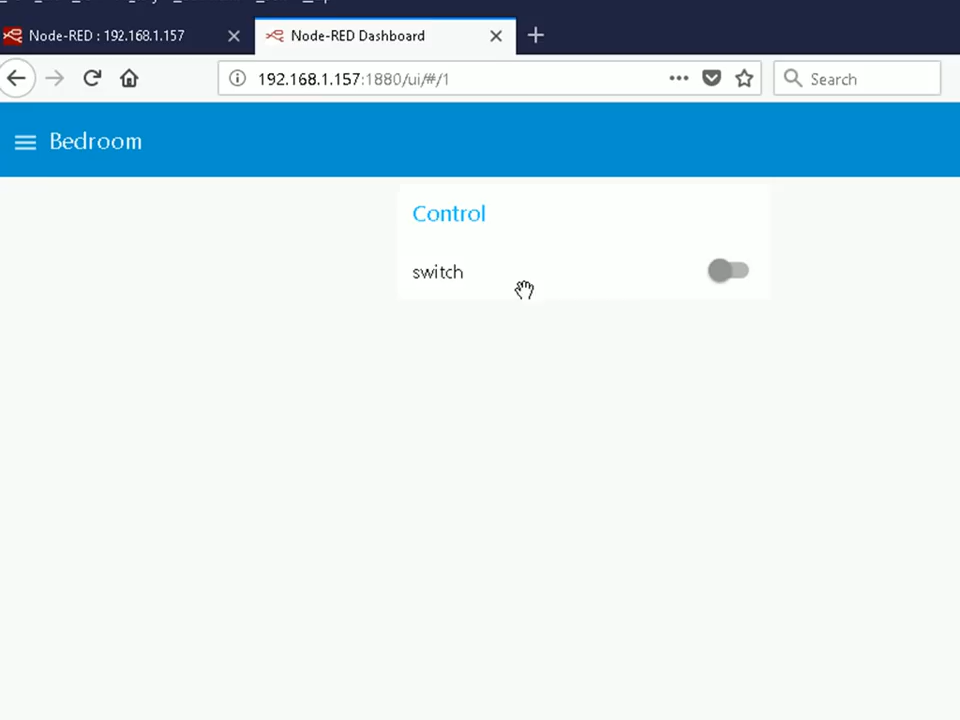 Node-RED : 192.168.1.157
Node-RED Dashboard
192.168.1.157:1880/ui/#/1
Search
Bedroom
Control
switch